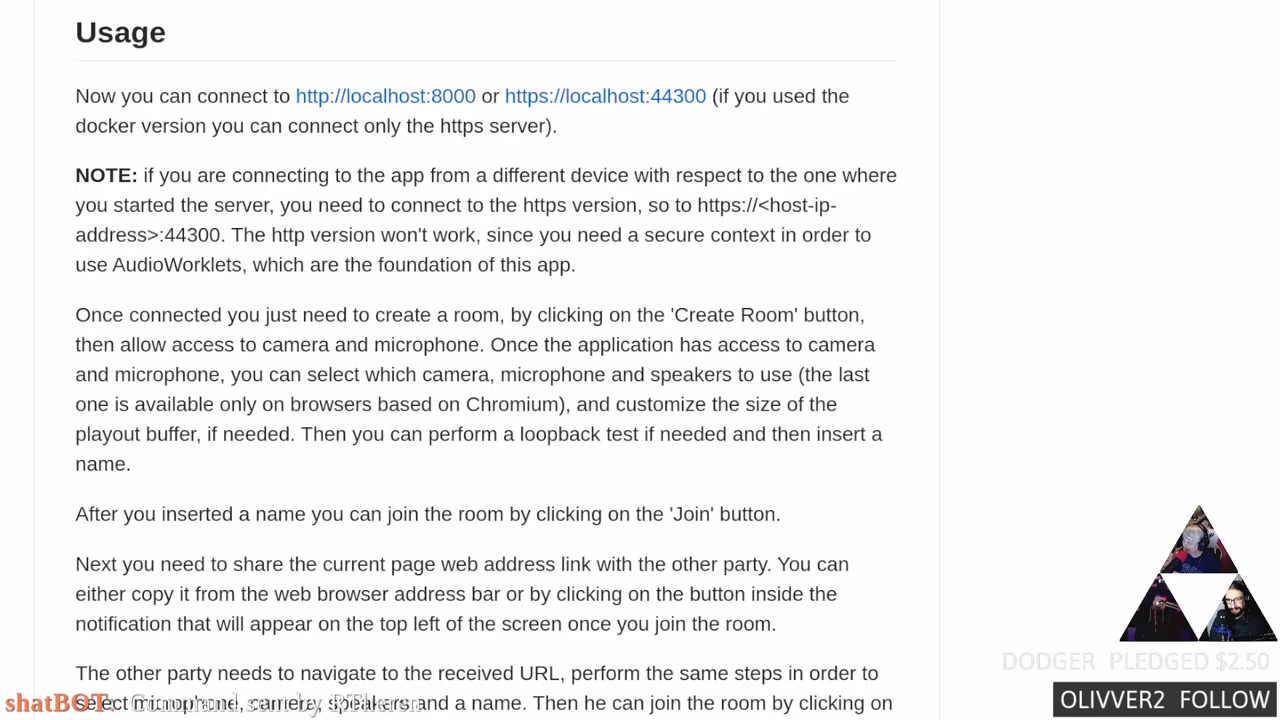 Usage
Now you can connect to http://localhost:8000 or https://localhost:44300 (if you used the
docker version you can connect only the https server).
NOTE: if you are connecting to the app from a different device with respect to the one where
you started the server, you need to connect to the https version, so to https://<host-ip-
address>:44300. The http version won't work, since you need a secure context in order to
use AudioWorklets, which are the foundation of this app.
Once connected you just need to create a room, by clicking on the 'Create Room' button,
then allow access to camera and microphone. Once the application has access to camera
and microphone, you can select which camera, microphone and speakers to use (the last
one is available only on browsers based on Chromium), and customize the size of the
playout buffer, if needed. Then you can perform a loopback test if needed and then insert a
name.
After you inserted a name you can join the room by clicking on the 'Join' button.
Next you need to share the current page web address link with the other party. You can
either copy it from the web browser address bar or by clicking on the button inside the
notification that will appear on the top left of the screen once you join the room.
The other party needs to navigate to the received URL, perform the same steps in order to
DODGER PLEDGED $2.50
select microphone, camera, speakers and a name. Then he can join the room by clicking on
shatBOT: Command sent by
OLIVVER2 FOLLOW